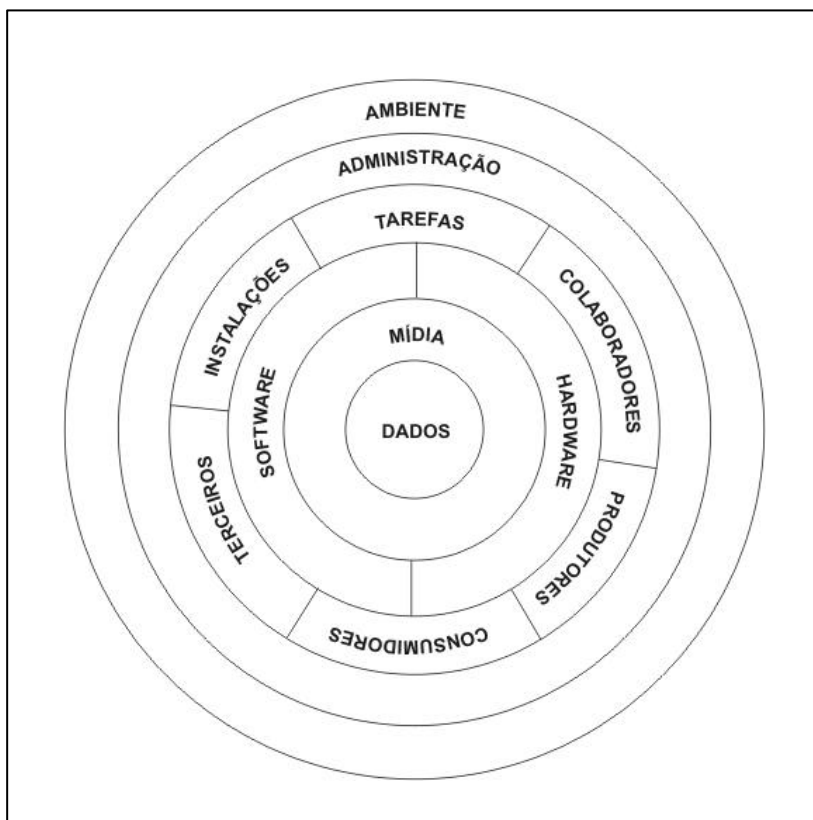 AMBIENTE
ADMINISTRAÇÃO
TAREFAS
INSTALAÇÕES
COLABORADORES
MÍDIA
SOFTWARE
HARDWARE
DADOS
TERCEIROS
PRODUTORES
CONSUMIDORES